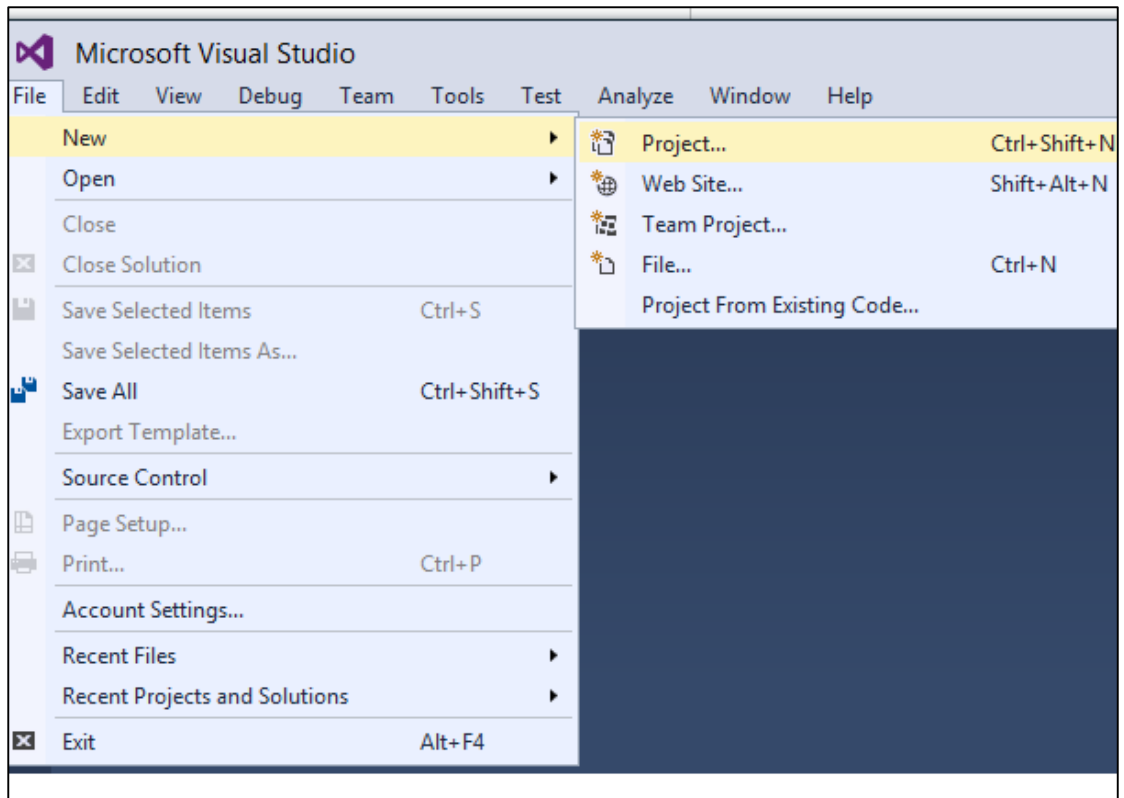 Microsoft Visual Studio
File Edit View Debug Team Tools Test Analyze Window Help
New
Open
Close
Close Solution
Save Selected Items Ctrl+S
Save Selected Items As...
Save All Ctrl+Shift+S
Export Template...
Source Control
Page Setup...
Print... Ctrl+P
Account Settings...
Recent Files
Recent Projects and Solutions
Exit Alt+F4
Project... Ctrl+Shift+N
Web Site... Shift+Alt+N
Team Project...
File... Ctrl+N
Project From Existing Code...